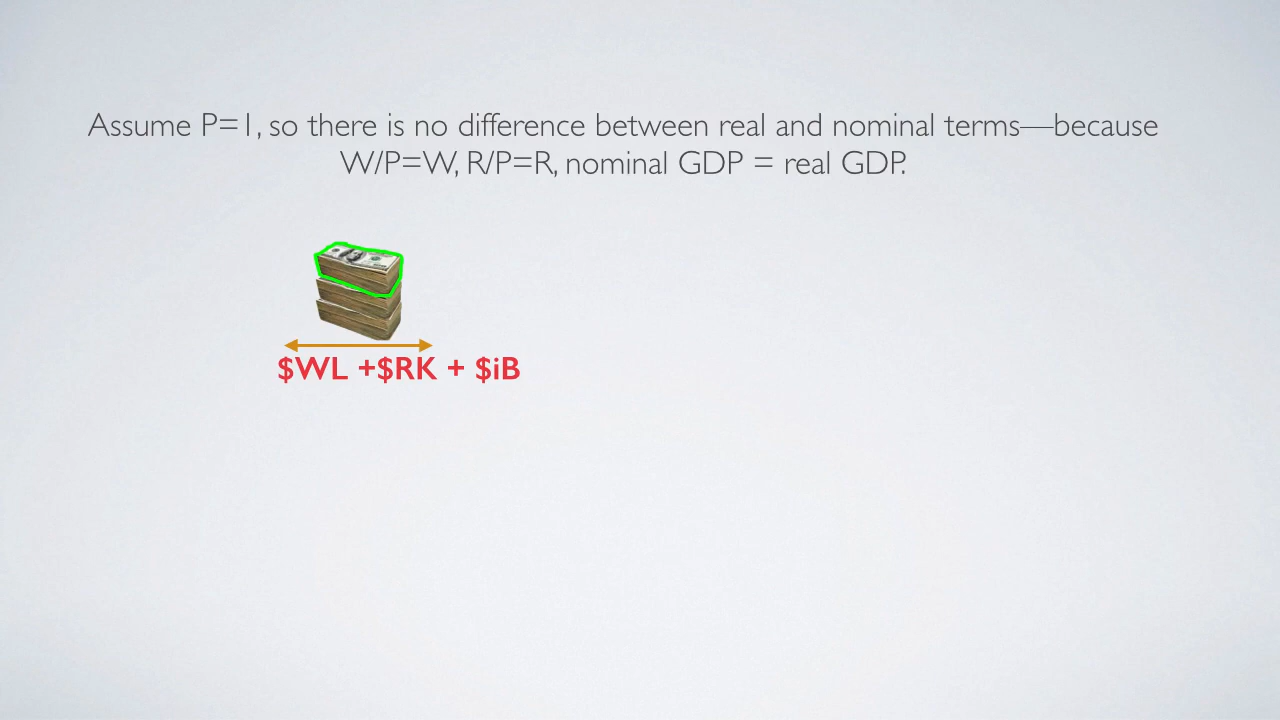 Assume P=1, so there is no difference between real and nominal terms—because
W/P=W, R/P=R, nominal GDP = real GDP.
$WL +$RK + $iB